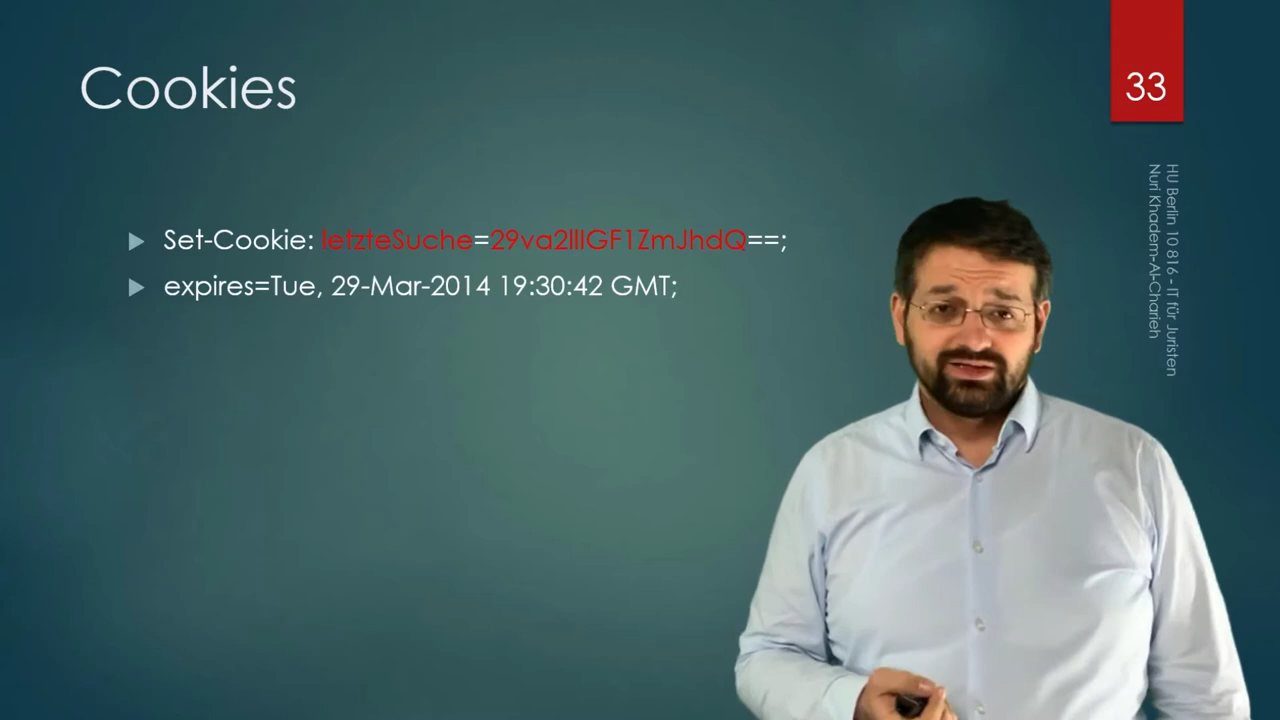 Cookies
33
Set-Cookie: letzteSuche=29va2lllGF1ZmJhdQ==;
expires=Tue, 29-Mar-2014 19:30:42 GMT;
HU Berlin 10 816 - IT für Juristen
Nuri Khadem-Al-Charieh